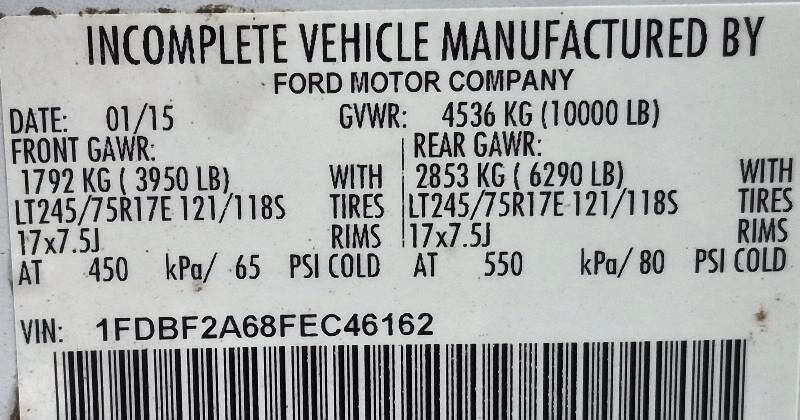 INCOMPLETE VEHICLE MANUFACTURED BY
FORD MOTOR COMPANY
DATE: 01/15 GVWR: 4536 KG (10000 LB)
FRONT GAWR: REAR GAWR:
1792 KG ( 3950 LB) WITH 2853 KG ( 6290 LB) WITH
LT245/75R17E 121/118S TIRES LT245/75R17E 121/118S TIRES
17x7.5J RIMS 17x7.5J RIMS
AT 450 kPa/ 65 PSI COLD AT 550 kPa/ 80 PSI COLD
VIN: 1FDBF2A68FEC46162